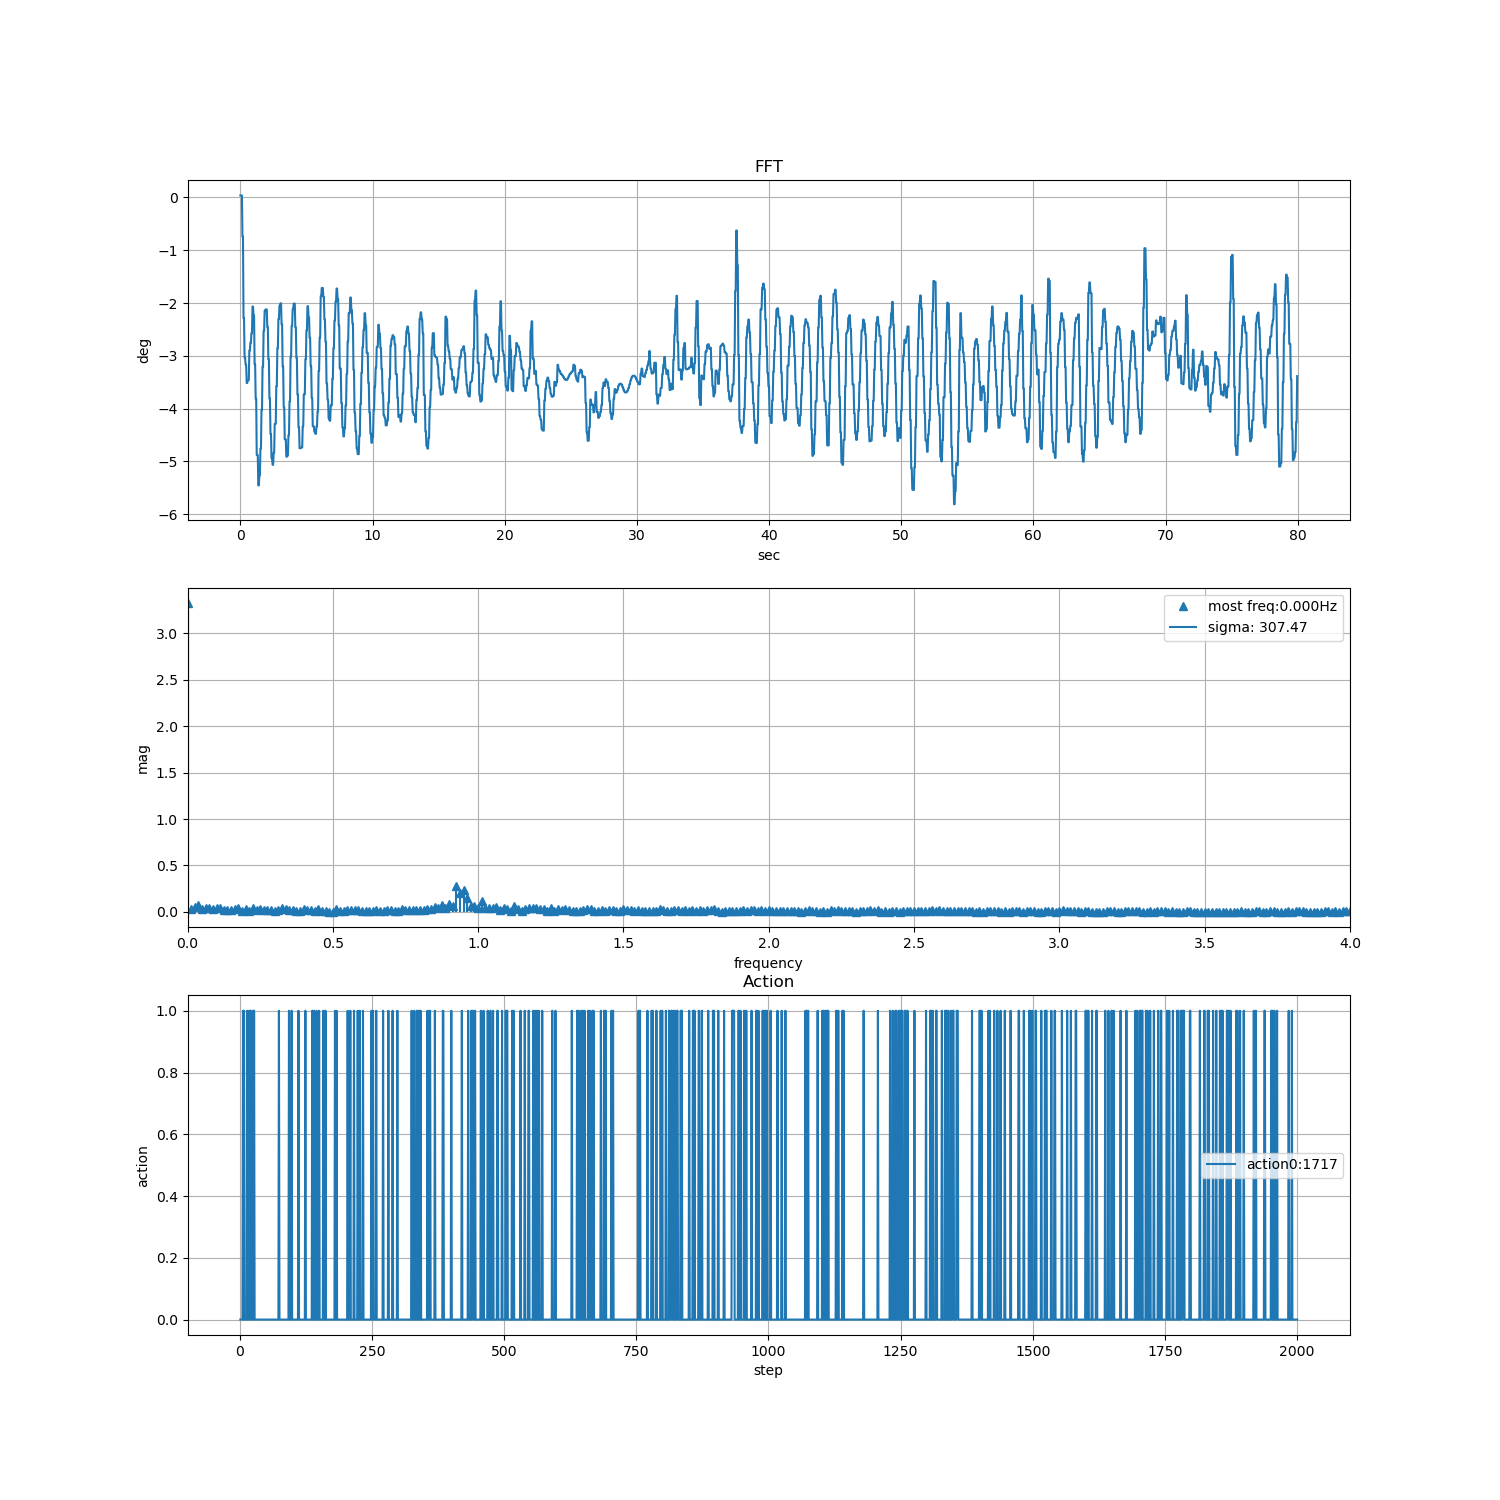 FFT
0
−1
−2
−3
−4
−5
−6
deg
0 10 20 30 40 50 60 70 80
sec
most freq:0.000Hz
sigma: 307.47
3.0
2.5
2.0
1.5
1.0
0.5
0.0
mag
0.0 0.5 1.0 1.5 2.0 2.5 3.0 3.5 4.0
frequency
Action
1.0
0.8
0.6
0.4
0.2
0.0
action
action0:1717
0 250 500 750 1000 1250 1500 1750 2000
step